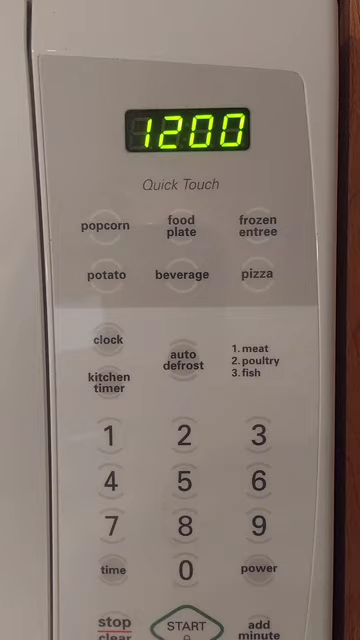 1200
Quick Touch
popcorn
food plate
frozen entree
potato
beverage
pizza
clock
auto defrost
1. meat
2. poultry
3. fish
kitchen timer
1 2 3
4 5 6
7 8 9
time 0 power
stop clear
START
add minute